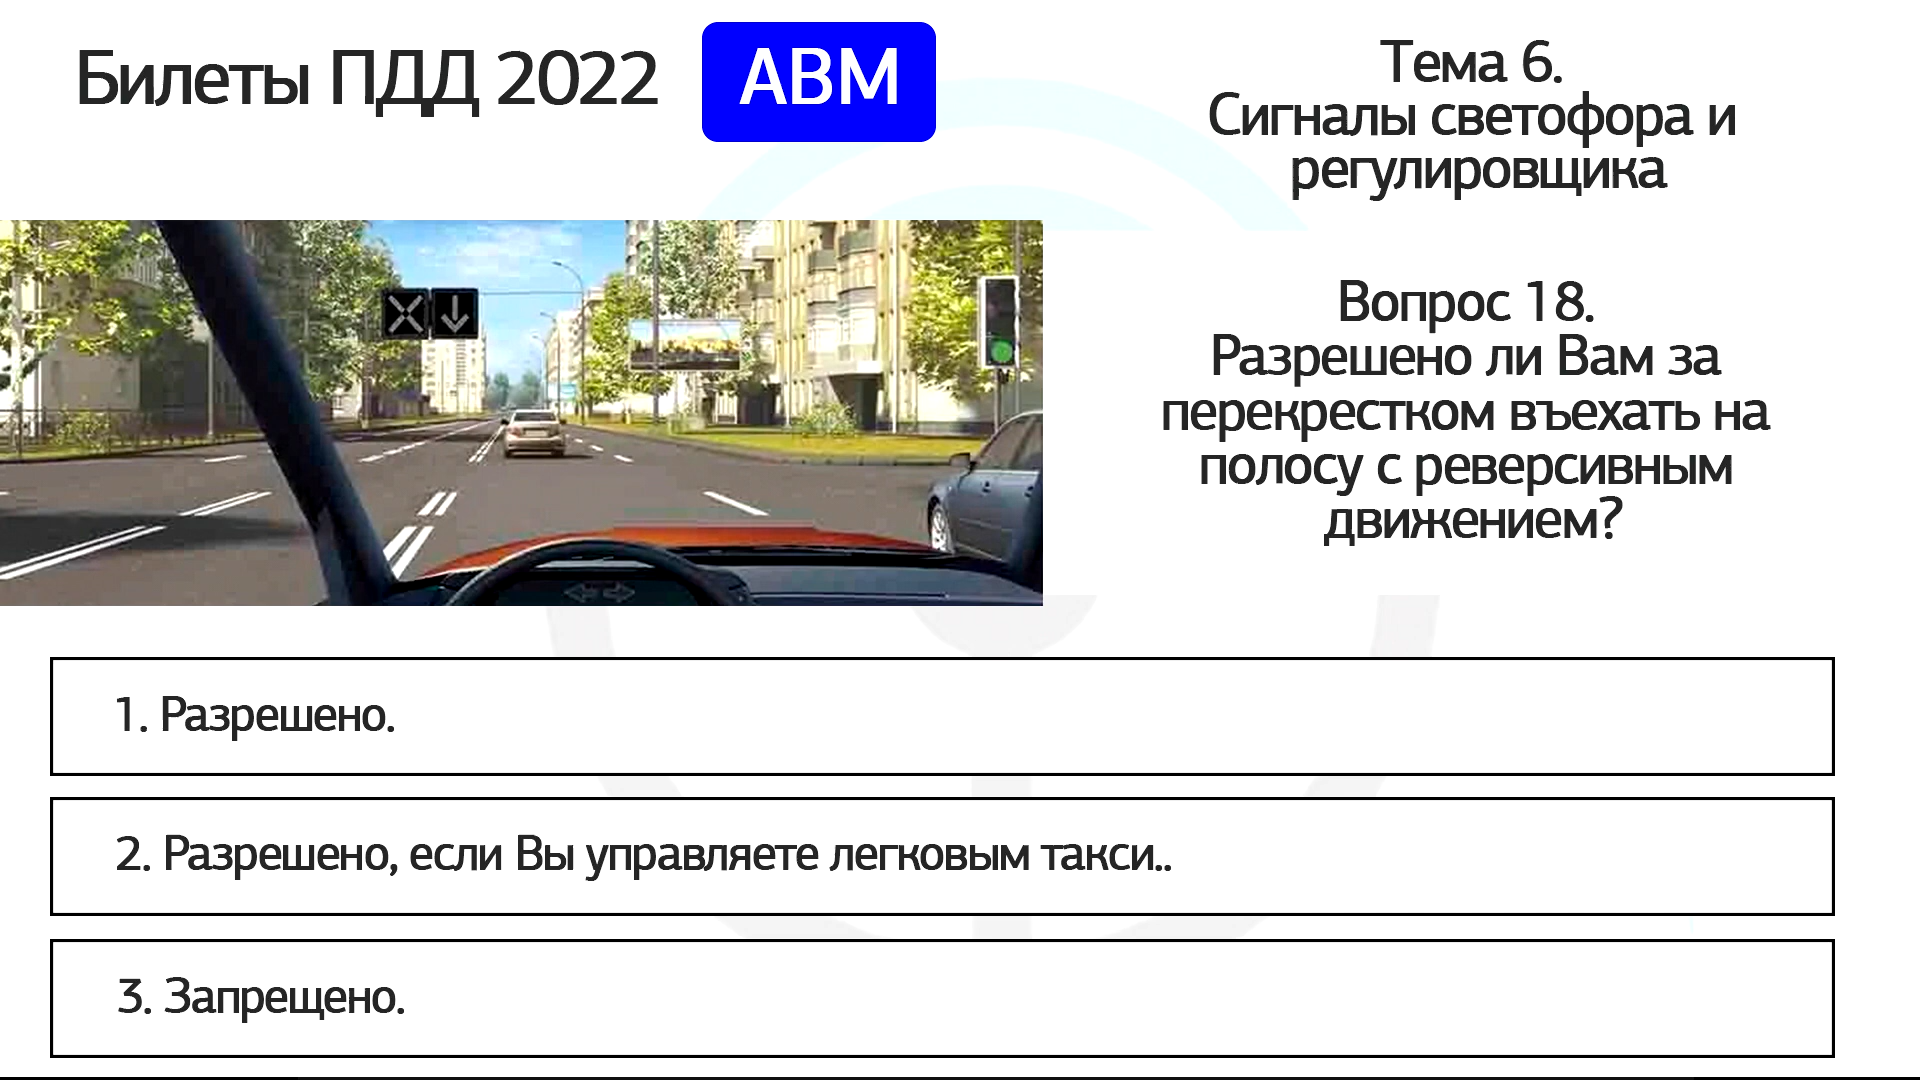 Билеты ПДД 2022
АВМ
Тема 6.
Сигналы светофора и
регулировщика
Вопрос 18.
Разрешено ли Вам за
перекрестком въехать на
полосу с реверсивным
движением?
1. Разрешено.
2. Разрешено, если Вы управляете легковым такси..
3. Запрещено.